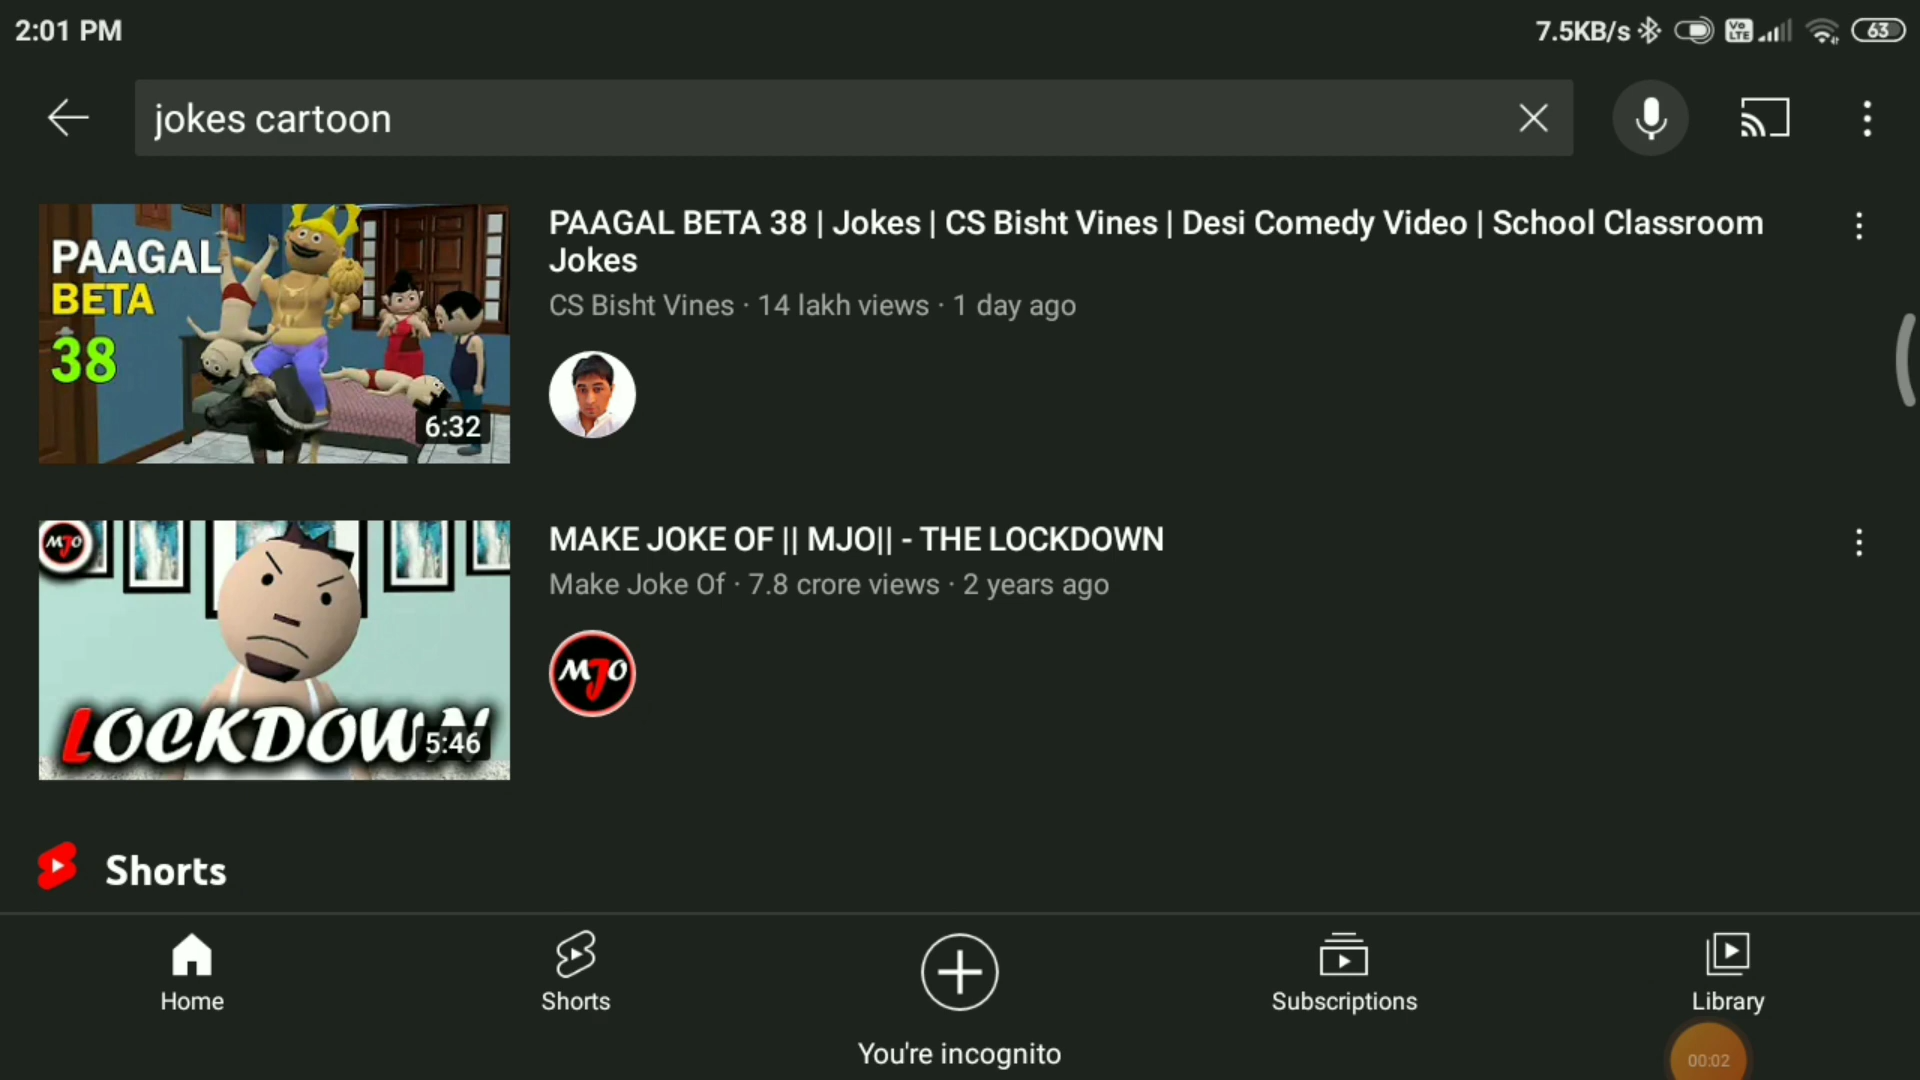 2:01 PM
7.5KB/s
Vo LTE
63
jokes cartoon
PAAGAL
BETA
38
6:32
PAAGAL BETA 38 | Jokes | CS Bisht Vines | Desi Comedy Video | School Classroom
Jokes
CS Bisht Vines · 14 lakh views · 1 day ago
MJO
LOCKDOWN
5:46
MAKE JOKE OF || MJO|| - THE LOCKDOWN
Make Joke Of · 7.8 crore views · 2 years ago
MJO
Shorts
Home
Shorts
Subscriptions
Library
You're incognito
00:02